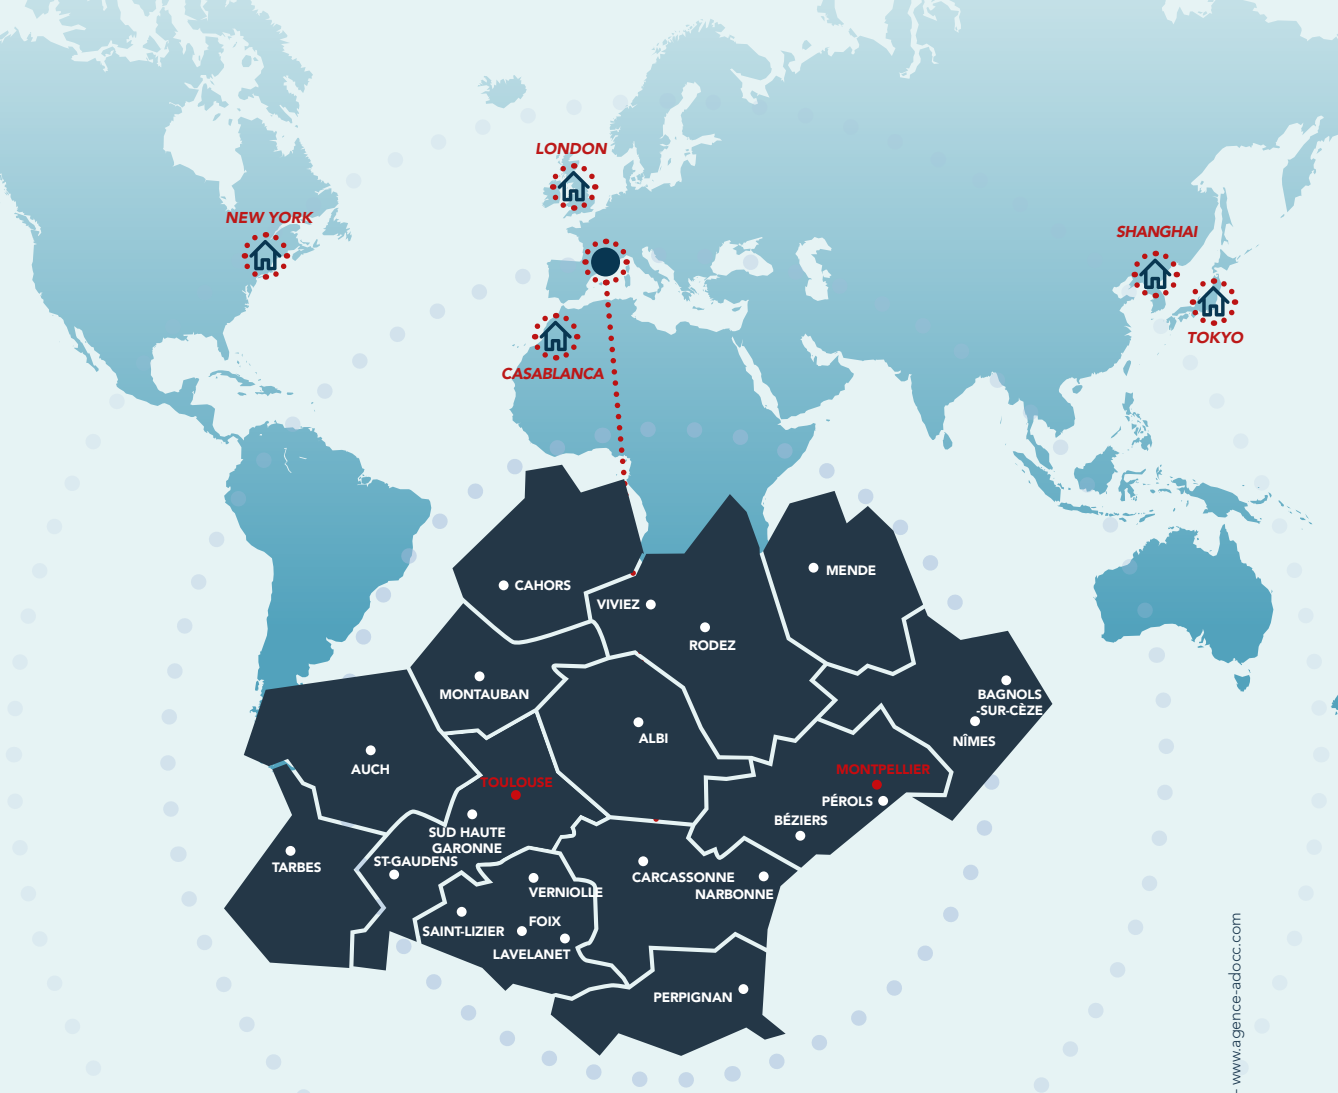 LONDON
NEW YORK
SHANGHAI
TOKYO
CASABLANCA
CAHORS
MENDE
VIVIEZ
RODEZ
MONTAUBAN
BAGNOLS
-SUR-CÈZE
ALBI
NÎMES
AUCH
MONTPELLIER
TOULOUSE
PÉROLS
BÉZIERS
SUD HAUTE
GARONNE
ST-GAUDENS
TARBES
CARCASSONNE
NARBONNE
VERNIOLLE
FOIX
SAINT-LIZIER
LAVELANET
PERPIGNAN
- www.agence-adocc.com